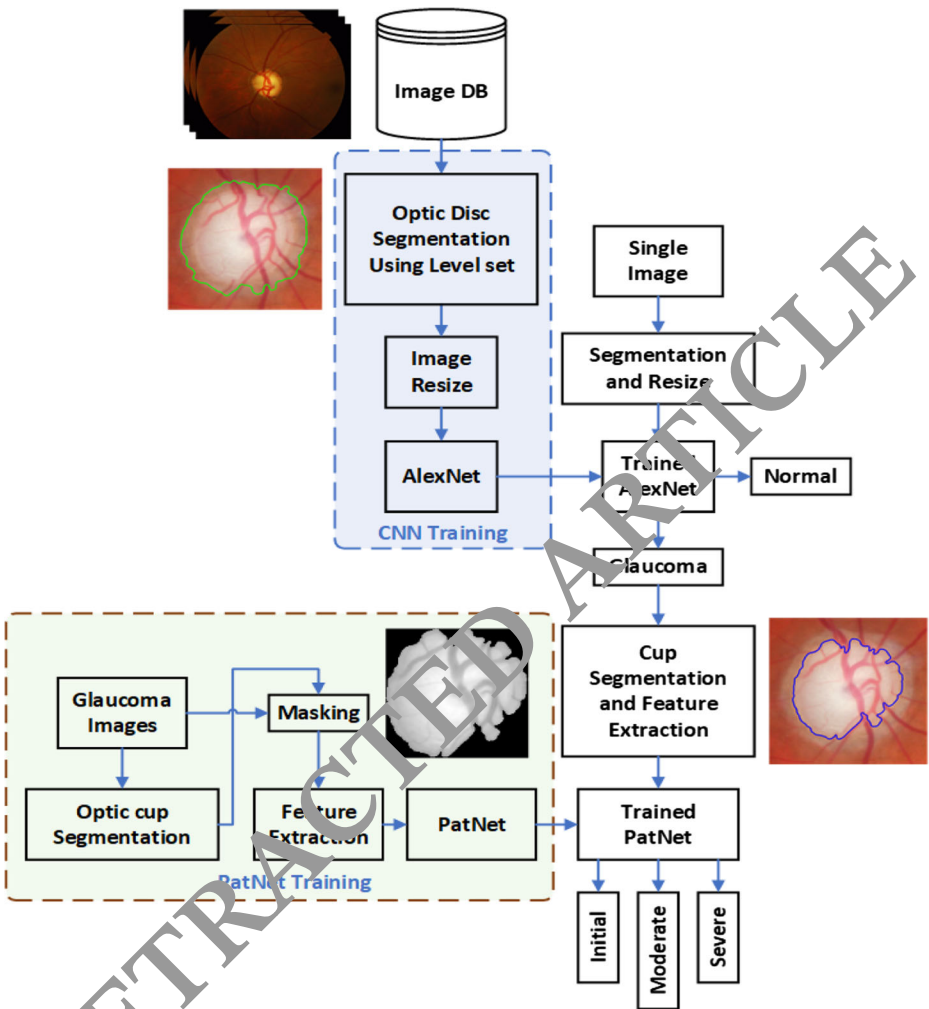 Image DB
Optic Disc
Segmentation
Using Level set
Single
Image
Image
Resize
Segmentation
and Resize
AlexNet
Trained
AlexNet
Normal
CNN Training
Glaucoma
Cup
Segmentation
and Feature
Extraction
Glaucoma
Images
Masking
Optic cup
Segmentation
Feature
Extraction
PatNet
Trained
PatNet
PatNet Training
Initial
Moderate
Severe
ETRACTED ARTICLE